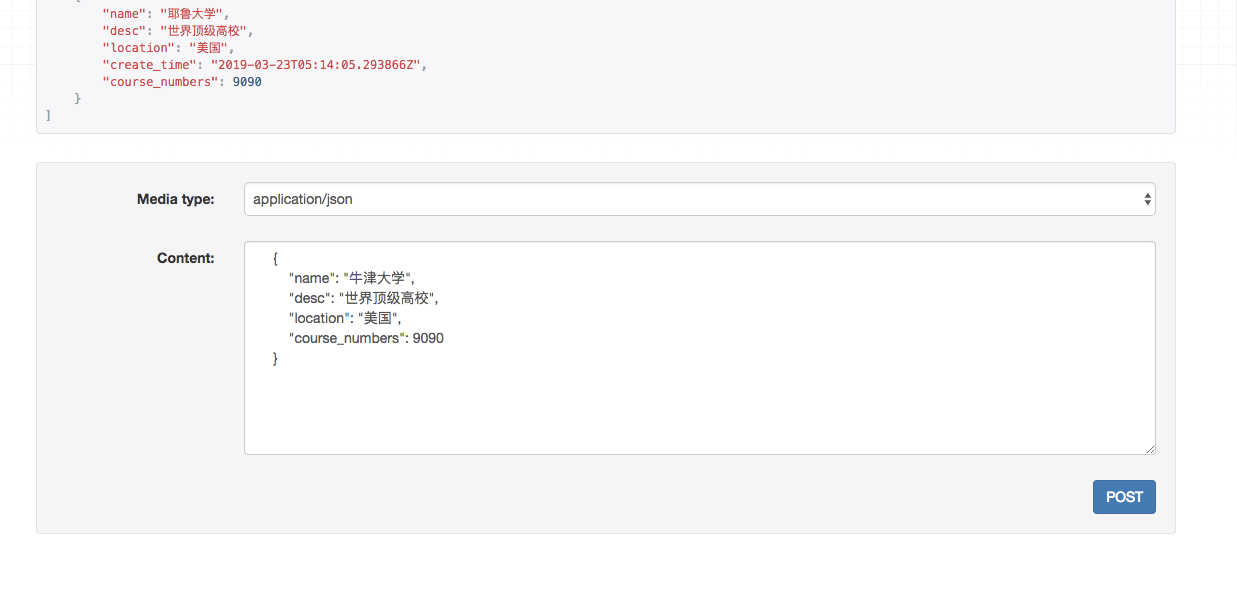 "name": "耶鲁大学",
"desc": "世界顶级高校",
"location": "美国",
"create_time": "2019-03-23T05:14:05.293866Z",
"course_numbers": 9090
}
]
Media type:
application/json
Content:
{
"name": "牛津大学",
"desc": "世界顶级高校",
"location": "美国",
"course_numbers": 9090
}
POST